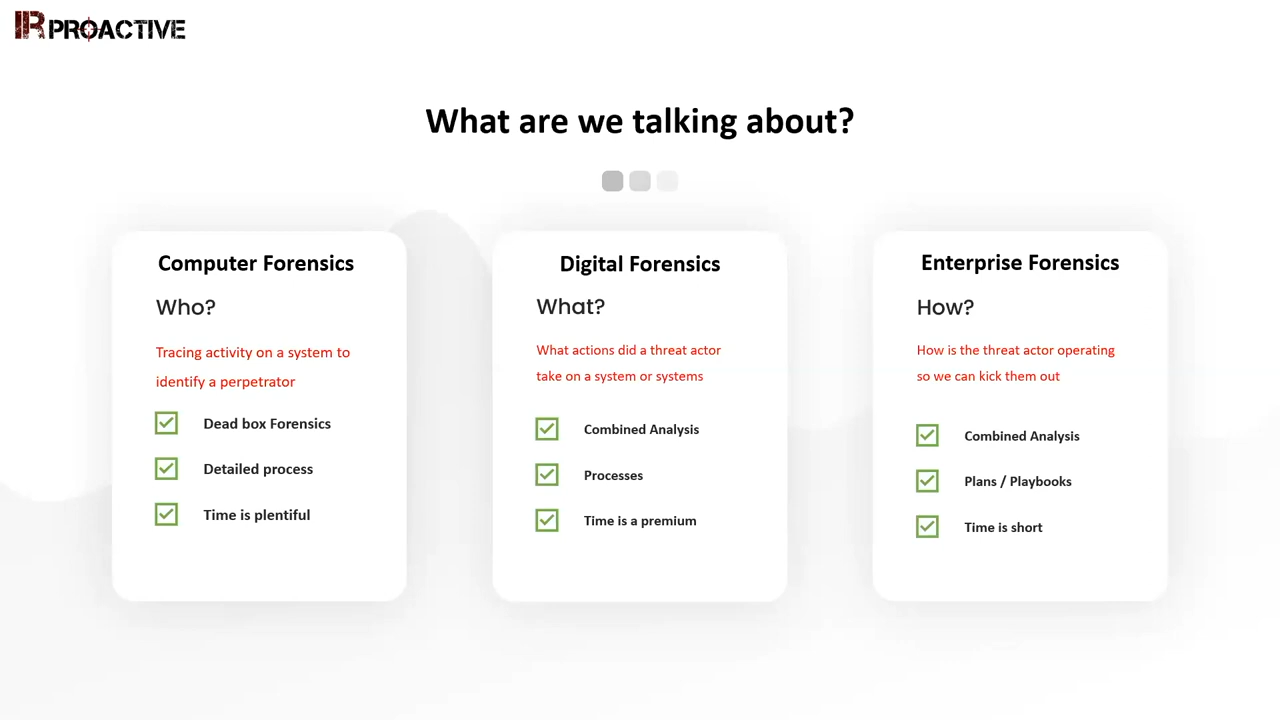 IR PROACTIVE
What are we talking about?
Computer Forensics
Who?
Tracing activity on a system to
identify a perpetrator
Dead box Forensics
Detailed process
Time is plentiful
Digital Forensics
What?
What actions did a threat actor
take on a system or systems
Combined Analysis
Processes
Time is a premium
Enterprise Forensics
How?
How is the threat actor operating
so we can kick them out
Combined Analysis
Plans / Playbooks
Time is short